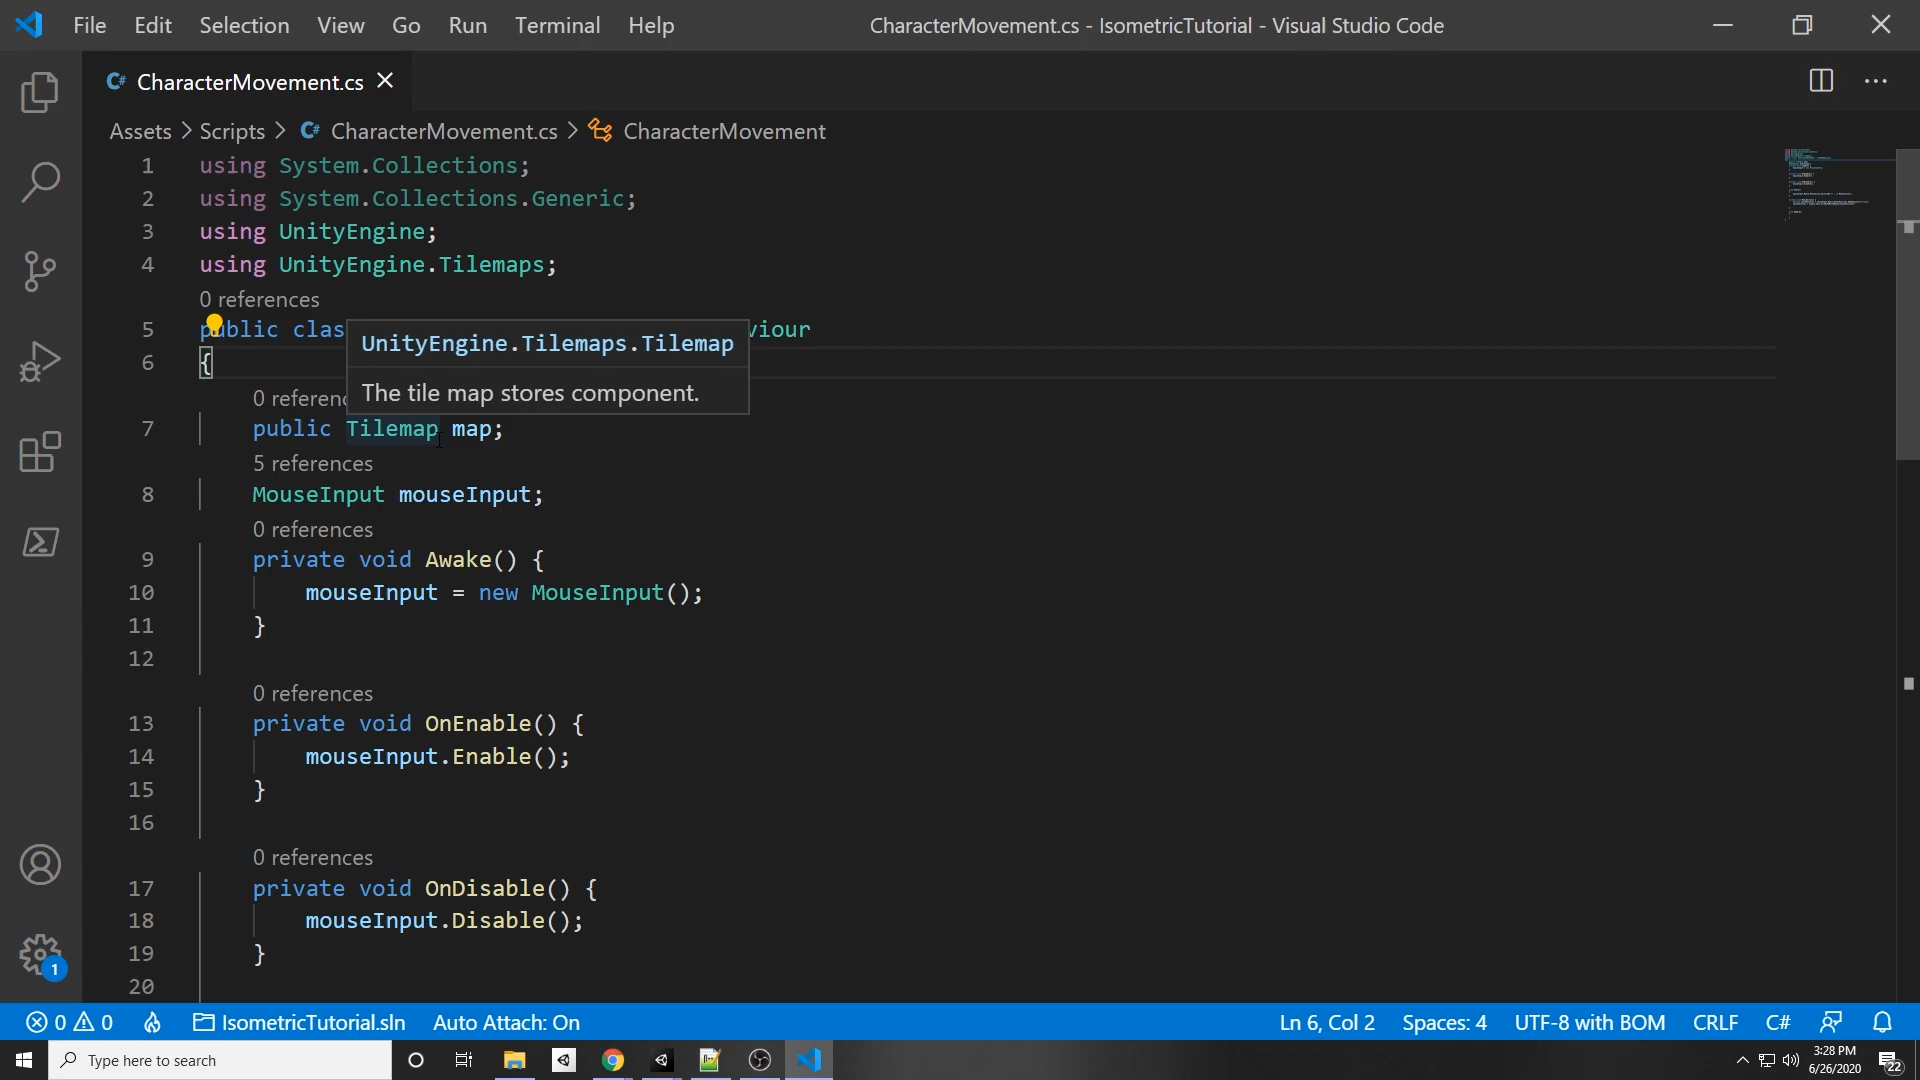 File Edit Selection View Go Run Terminal Help CharacterMovement.cs - IsometricTutorial - Visual Studio Code
C# CharacterMovement.cs
Assets > Scripts > C# CharacterMovement.cs > CharacterMovement
1 using System.Collections;
2 using System.Collections.Generic;
3 using UnityEngine;
4 using UnityEngine.Tilemaps;
0 references
5 public clas viour
UnityEngine.Tilemaps.Tilemap
6 {
The tile map stores component.
0 referen
7 public Tilemap map;
5 references
8 MouseInput mouseInput;
0 references
9 private void Awake() {
10 mouseInput = new MouseInput();
11 }
12
0 references
13 private void OnEnable() {
14 mouseInput.Enable();
15 }
16
0 references
17 private void OnDisable() {
18 mouseInput.Disable();
19 }
20
1
0 0 IsometricTutorial.sln Auto Attach: On Ln 6, Col 2 Spaces: 4 UTF-8 with BOM CRLF C#
Type here to search
3:28 PM
6/26/2020
22